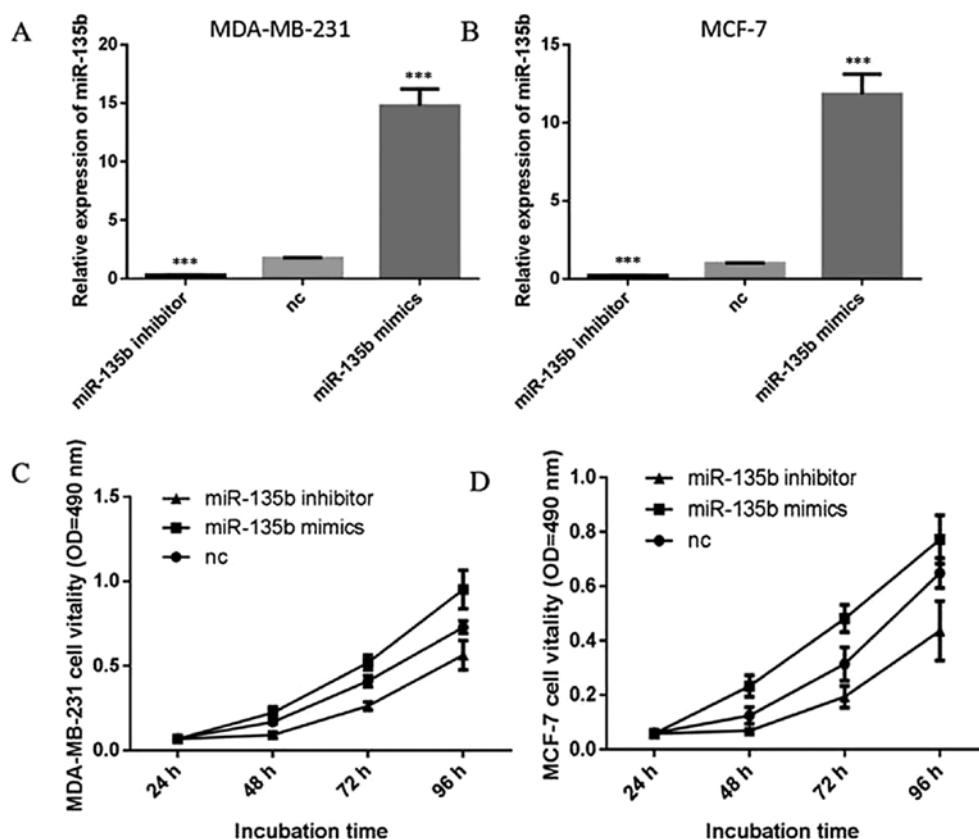 A
MDA-MB-231
Relative expression of miR-135b
20
15
10
5
0
***
***
miR-135b inhibitor
nc
miR-135b mimics
B
MCF-7
Relative expression of miR-135b
15
10
5
0
***
***
miR-135b inhibitor
nc
miR-135b mimics
C
MDA-MB-231 cell vitality (OD=490 nm)
1.5
1.0
0.5
0.0
miR-135b inhibitor
miR-135b mimics
nc
24 h
48 h
72 h
96 h
Incubation time
D
MCF-7 cell vitality (OD=490 nm)
1.0
0.8
0.6
0.4
0.2
0.0
miR-135b inhibitor
miR-135b mimics
nc
24 h
48 h
72 h
96 h
Incubation time